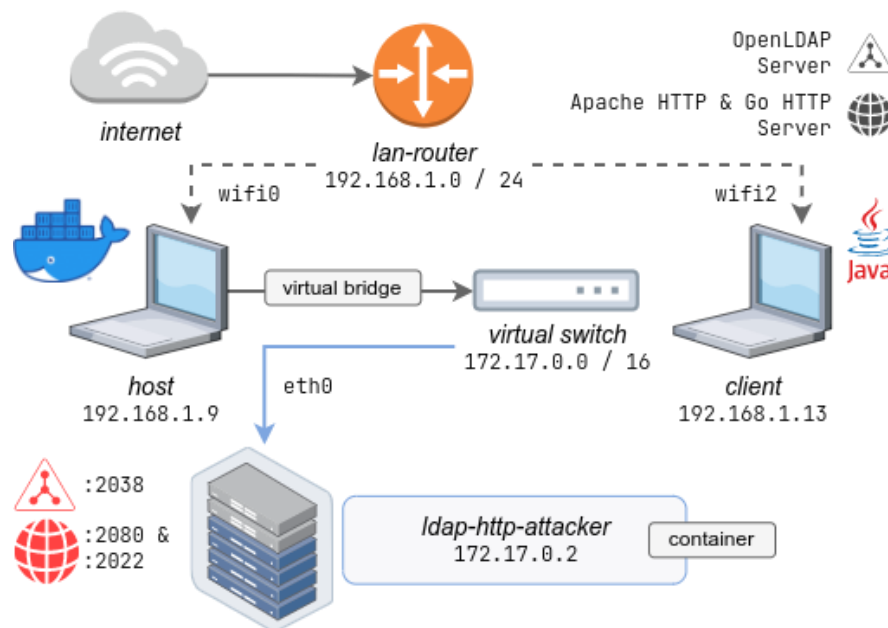 OpenLDAP
Server
Apache HTTP & Go HTTP
Server
internet
lan-router
192.168.1.0 / 24
wifi0
wifi2
Java
virtual bridge
virtual switch
172.17.0.0 / 16
host
192.168.1.9
eth0
client
192.168.1.13
:2038
:2080 &
:2022
ldap-http-attacker
172.17.0.2
container